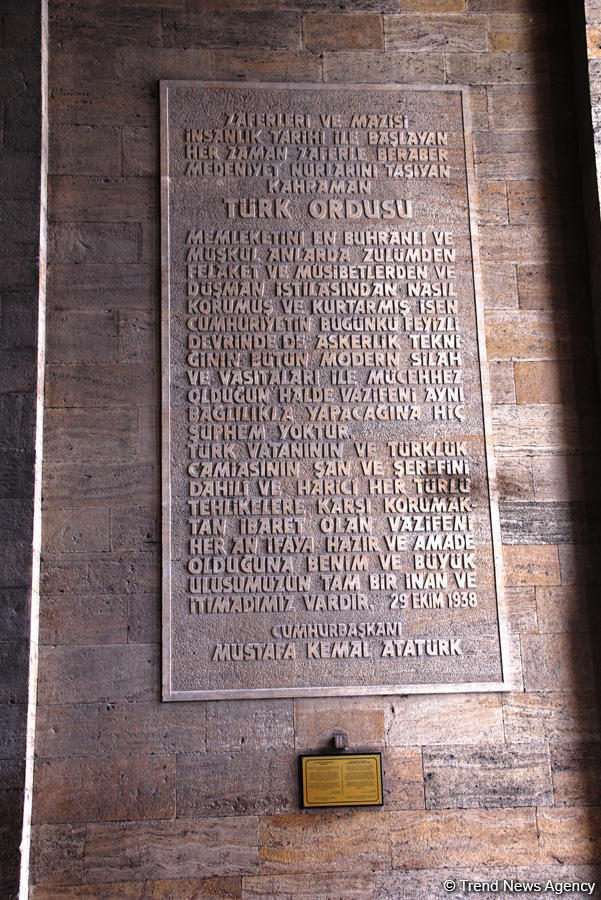 ZAFERLERİ VE MAZİSİ
İNSANLIK TARİHİ İLE BAŞLAYAN
HER ZAMAN ZAFERLE BERABER
MEDENİYET NURLARINI TAŞIYAN
KAHRAMAN
TÜRK ORDUSU
MEMLEKETİNİ EN BUHRANLI VE
MÜŞKÜL ANLARDA ZULÜMDEN
FELAKET VE MUSİBETLERDEN VE
DÜŞMAN İSTİLASINDAN NASIL
KORUMUŞ VE KURTARMIŞ İSEN
CUMHURİYETİN BUGÜNKÜ FEYİZLİ
DEVRİNDE DE ASKERLİK TEKNİ
ĞİNİN BÜTÜN MODERN SİLAH
VE VASITALARI İLE MÜCEHHEZ
OLDUĞUN HALDE VAZİFENİ AYNI
BAĞLILIKLA YAPACAĞINA HİÇ
ŞÜPHEM YOKTUR.
TÜRK VATANININ VE TÜRKLÜK
CAMİASININ ŞAN VE ŞEREFİNİ
DAHİLİ VE HARİCİ HER TÜRLÜ
TEHLİKELERE KARŞI KORUMAK-
TAN İBARET OLAN VAZİFENİ
HER AN İFAYA HAZIR VE AMADE
OLDUĞUNA BENİM VE BÜYÜK
ULUSUMUZUN TAM BİR İNAN VE
İTİMADIMIZ VARDIR. 29 EKİM 1938
CUMHURBAŞKANI
MUSTAFA KEMAL ATATÜRK
© Trend News Agency